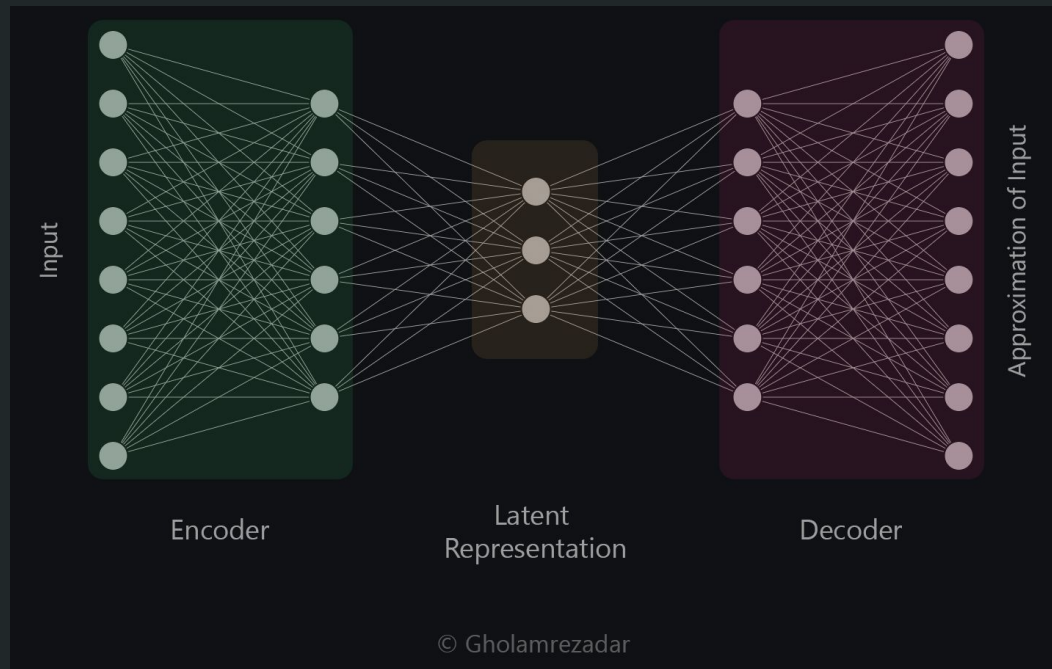 Input
Approximation of Input
Encoder
Latent
Representation
Decoder
© Gholamrezadar